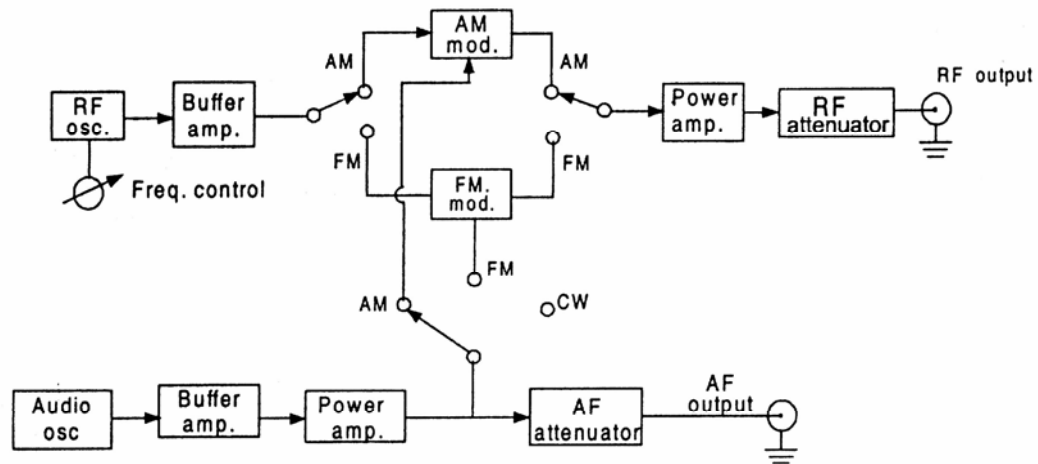 AM
mod.
AM
AM
RF output
RF
osc.
Buffer
amp.
Power
amp.
RF
attenuator
FM
FM
Freq. control
FM.
mod.
FM
AM
CW
Audio
osc
Buffer
amp.
Power
amp.
AF
attenuator
AF
output